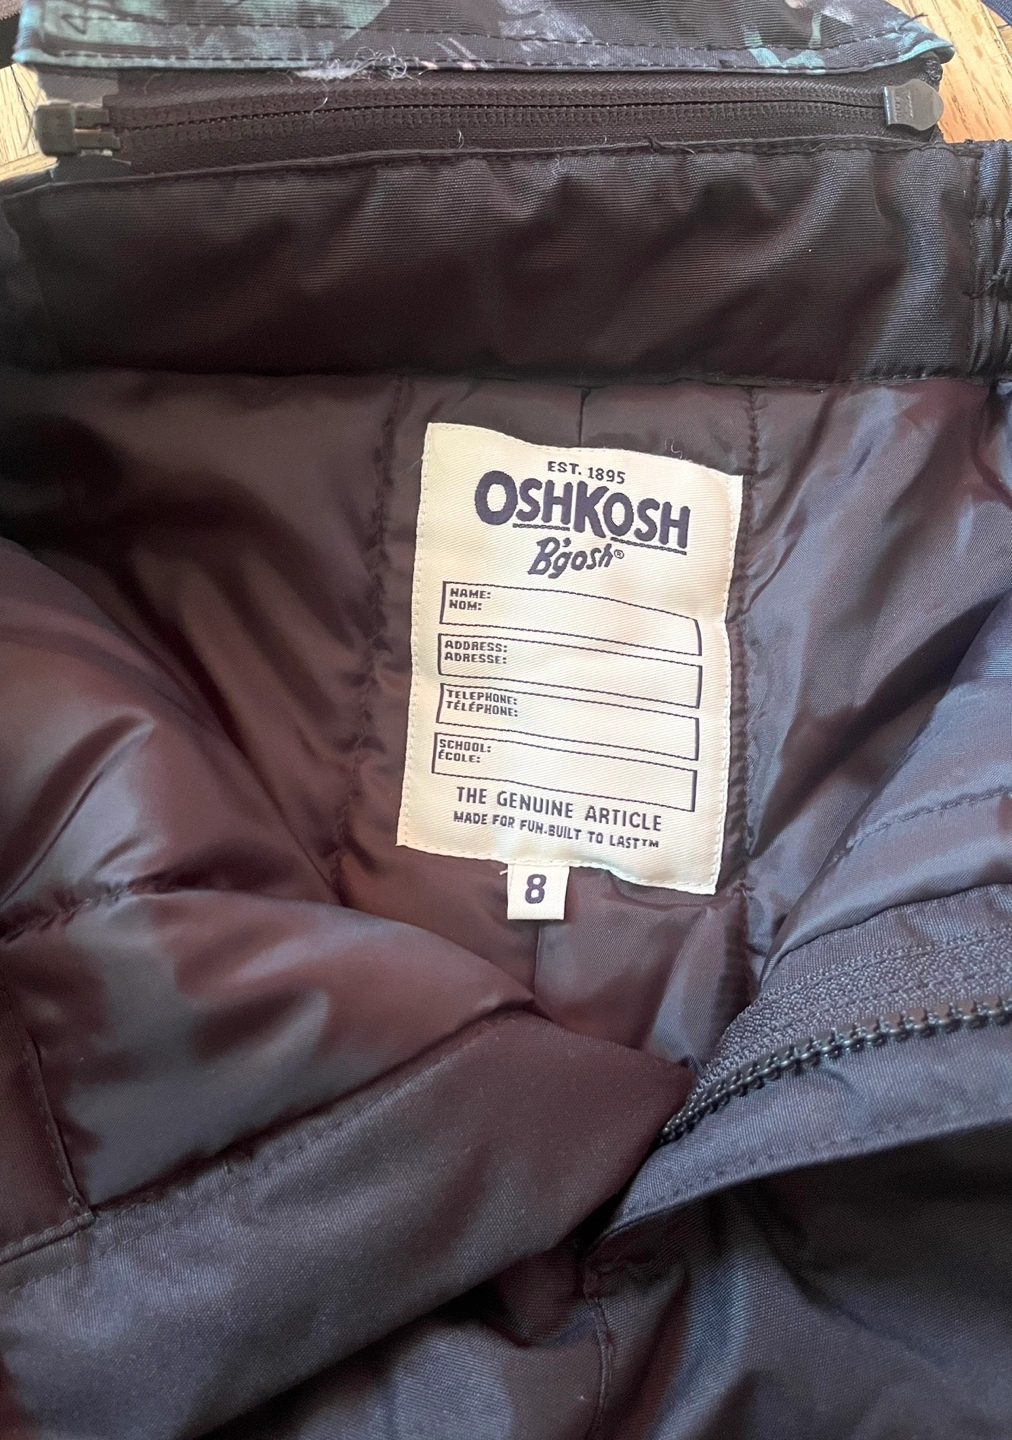 EST. 1895
OSHKOSH
B'gosh®
NAME:
NOM:
ADDRESS:
ADRESSE:
TELEPHONE:
TÉLÉPHONE:
SCHOOL:
ÉCOLE:
THE GENUINE ARTICLE
MADE FOR FUN-BUILT TO LAST™
8